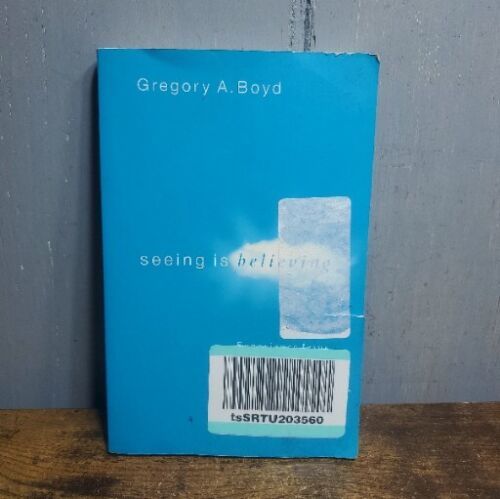 Gregory A. Boyd
seeing is believing
tsSRTU203560